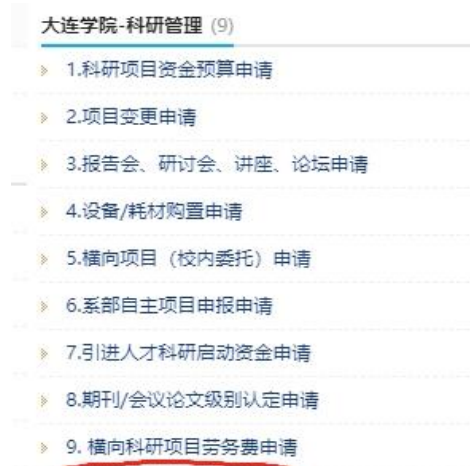 大连学院-科研管理 (9)
1.科研项目资金预算申请
2.项目变更申请
3.报告会、研讨会、讲座、论坛申请
4.设备/耗材购置申请
5.横向项目（校内委托）申请
6.系部自主项目申报申请
7.引进人才科研启动资金申请
8.期刊/会议论文级别认定申请
9. 横向科研项目劳务费申请